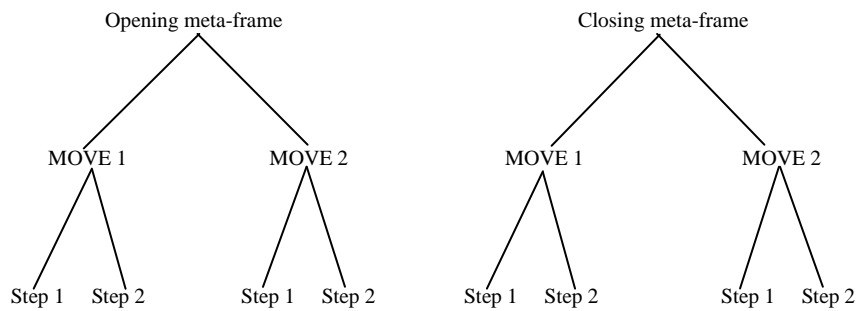 Opening meta-frame Closing meta-frame
MOVE 1 MOVE 2 MOVE 1 MOVE 2
Step 1 Step 2 Step 1 Step 2 Step 1 Step 2 Step 1 Step 2